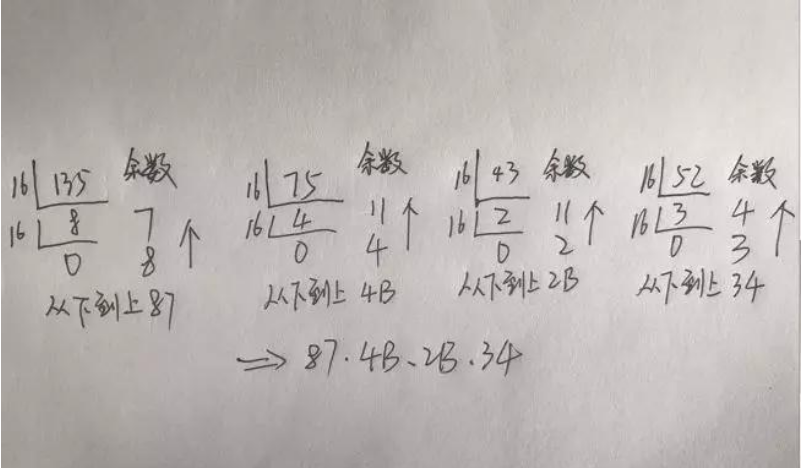 16 135 余数 16 75 余数 16 43 余数 16 52 余数
16 8 7 16 4 11 ↑ 16 2 11 ↑ 16 3 4 ↑
0 8 ↑ 0 4 0 2 0 3
从下到上 87 从下到上 4B 从下到上 2B 从下到上 34
⇒ 87.4B、2B.34